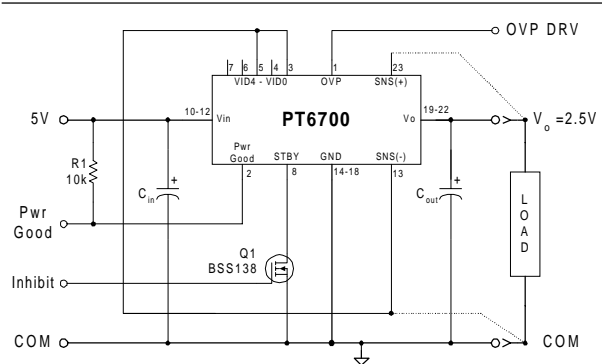 OVP DRV
7 6 5 4 3 1 23
VID4 - VID0 OVP SNS(+)
10-12 19-22
5V Vin PT6700 Vo Vo =2.5V
R1
10k
Pwr
Good STBY GND SNS(-)
2 8 14-18 13
+ +
Cin Cout
L
O
A
D
Pwr
Good
Q1
BSS138
Inhibit
COM COM